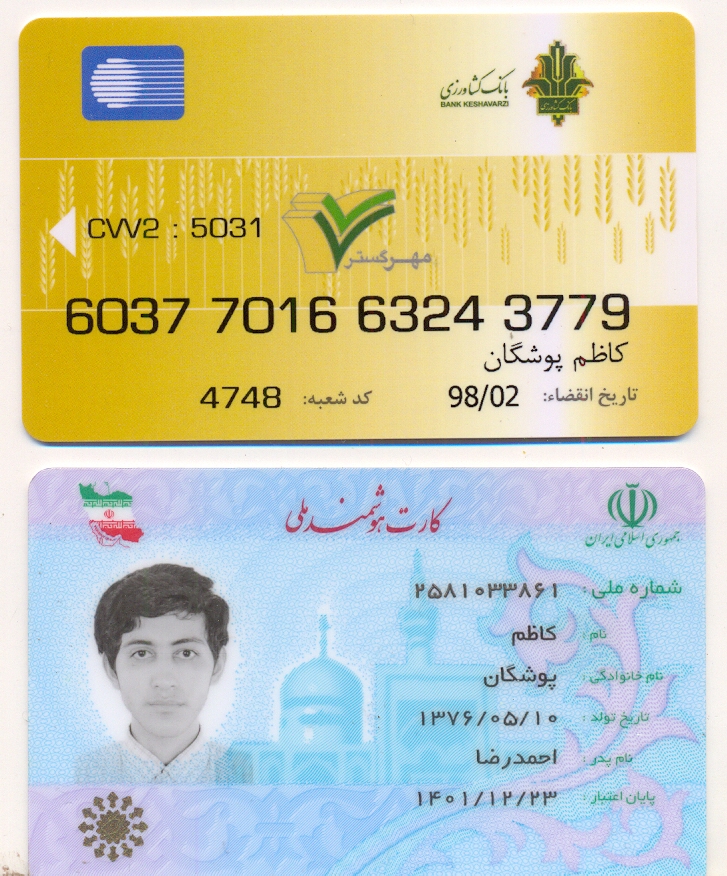 بانک کشاورزی
BANK KESHAVARZI
بانک کشاورزی
CVV2 : 5031
مهرگستر
6037 7016 6324 3779
کاظم پوشگان
تاریخ انقضاء: 98/02 کد شعبه: 4748
کارت هوشمند ملی
جمهوری اسلامی ایران
شماره ملی : ۲۵۸۱۰۳۳۸۶۱
نام : کاظم
نام خانوادگی : پوشگان
تاریخ تولد : ۱۳۷۶/۰۵/۱۰
نام پدر : احمدرضا
پایان اعتبار : ۱۴۰۱/۱۲/۲۳